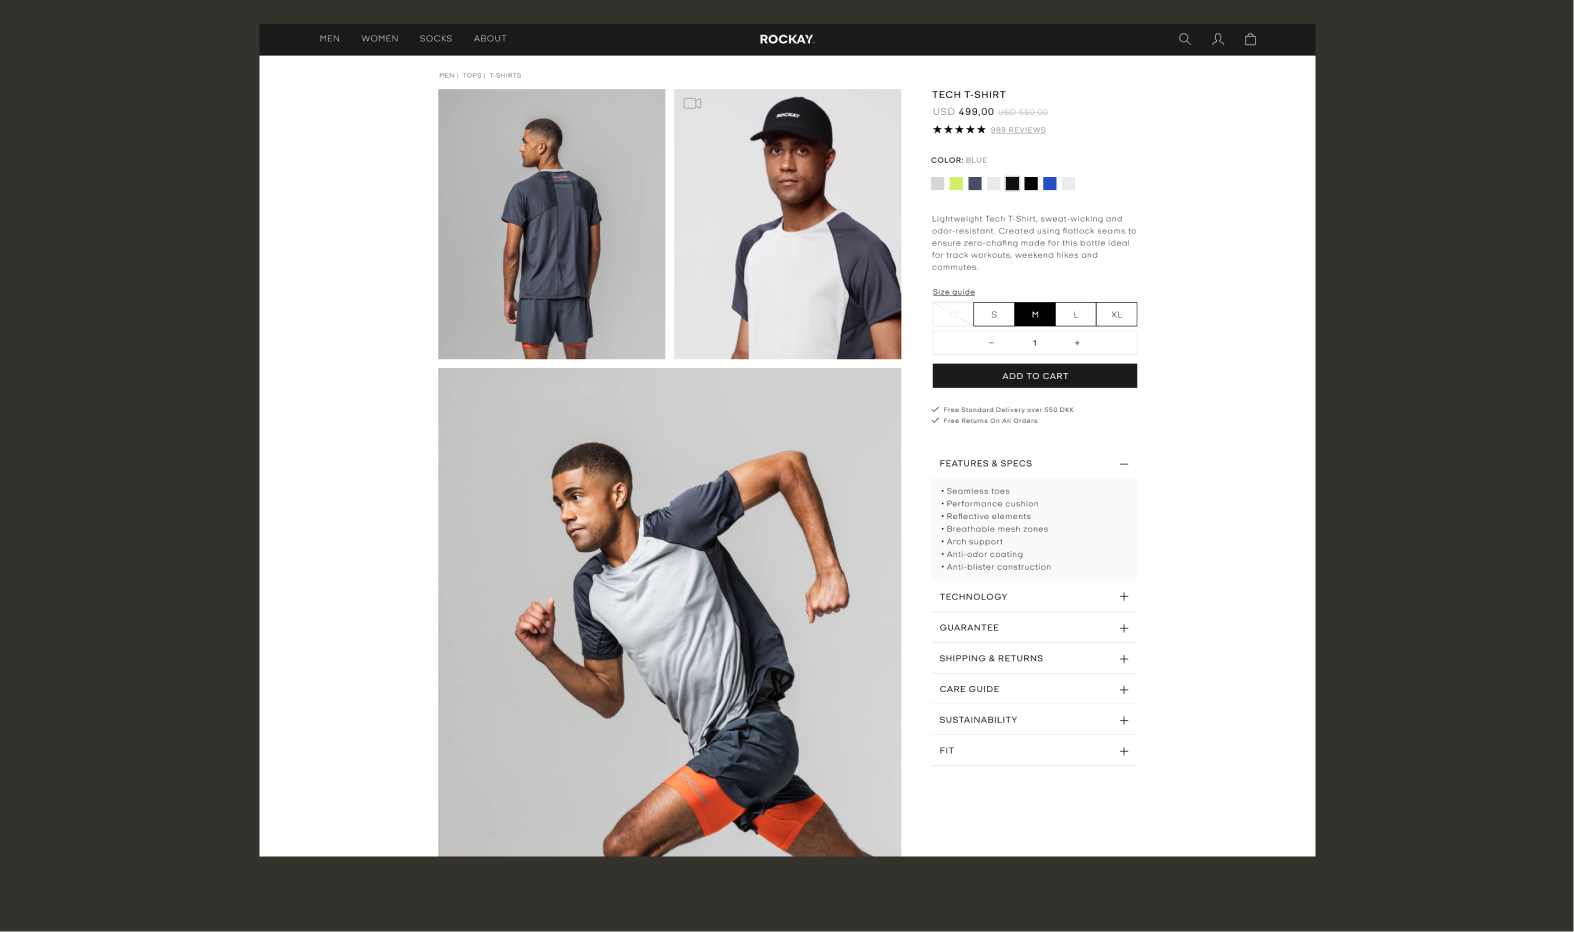 MEN WOMEN SOCKS ABOUT ROCKAY.
MEN | TOPS | T-SHIRTS
ROCKAY
TECH T-SHIRT
USD 499,00 USD 550,00
★★★★★ 989 REVIEWS
COLOR: BLUE
Lightweight Tech T-Shirt, sweat-wicking and
odor-resistant. Created using flatlock seams to
ensure zero-chafing made for this bottle ideal
for track workouts, weekend hikes and
commutes.
Size guide
XS S M L XL
− 1 +
ADD TO CART
Free Standard Delivery over 550 DKK
Free Returns On All Orders
FEATURES & SPECS
• Seamless toes
• Performance cushion
• Reflective elements
• Breathable mesh zones
• Arch support
• Anti-odor coating
• Anti-blister construction
TECHNOLOGY
GUARANTEE
SHIPPING & RETURNS
CARE GUIDE
SUSTAINABILITY
FIT
ROCKAY